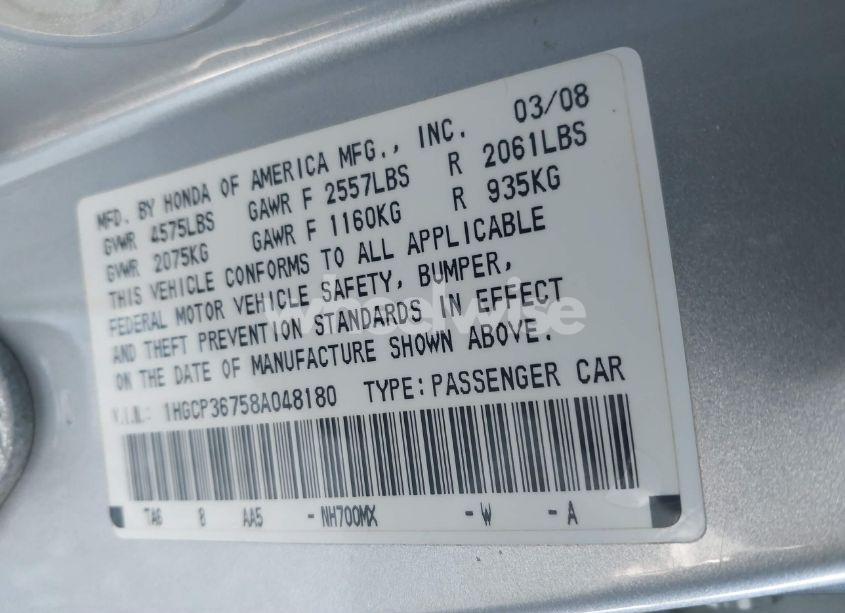 MFD. BY HONDA OF AMERICA MFG., INC. 03/08
GVWR 4575LBS GAWR F 2557LBS R 2061LBS
GVWR 2075KG GAWR F 1160KG R 935KG
THIS VEHICLE CONFORMS TO ALL APPLICABLE
FEDERAL MOTOR VEHICLE SAFETY, BUMPER,
AND THEFT PREVENTION STANDARDS IN EFFECT
ON THE DATE OF MANUFACTURE SHOWN ABOVE.
V.I.N.: 1HGCP36758A048180 TYPE:PASSENGER CAR
TA6 8 AA5 -NH700MX -W -A
wheelwise